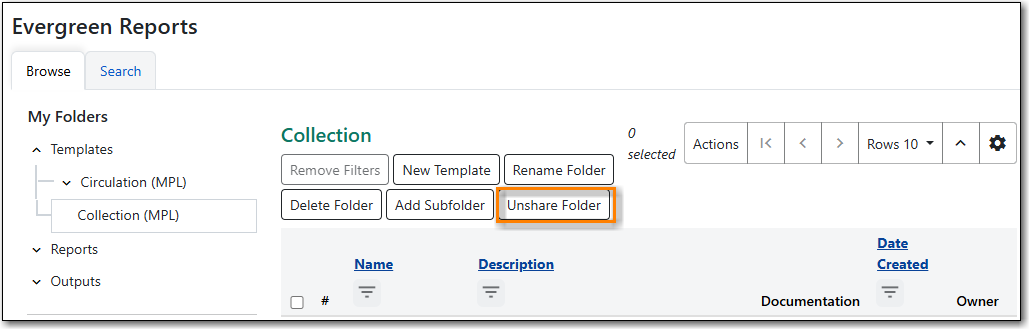 Evergreen Reports
Browse
Search
My Folders
Templates
Circulation (MPL)
Collection (MPL)
Reports
Outputs
Collection
0
selected
Actions
Rows 10
Remove Filters
New Template
Rename Folder
Delete Folder
Add Subfolder
Unshare Folder
#
Name
Description
Documentation
Date
Created
Owner